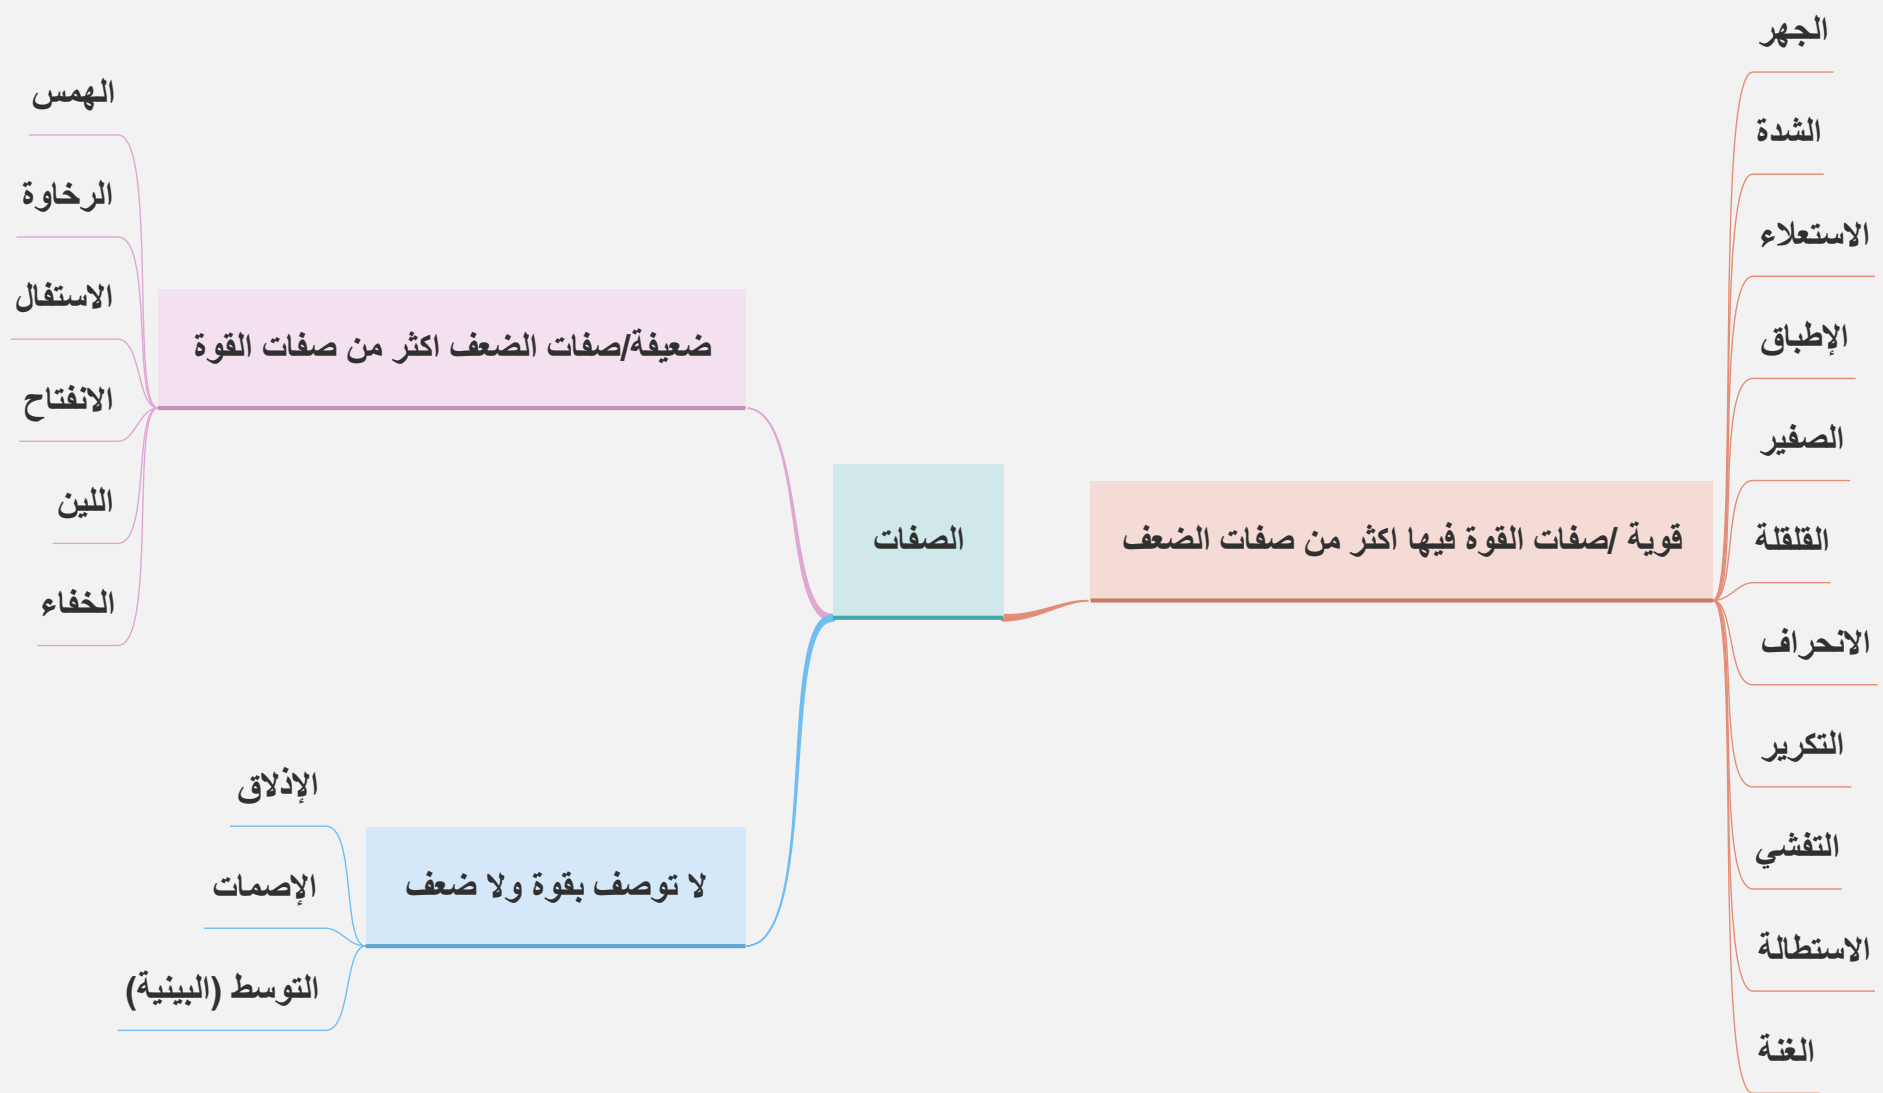 الصفات
قوية /صفات القوة فيها اكثر من صفات الضعف
الجهر
الشدة
الاستعلاء
الإطباق
الصفير
القلقلة
الانحراف
التكرير
التفشي
الاستطالة
الغنة
ضعيفة/صفات الضعف اكثر من صفات القوة
الهمس
الرخاوة
الاستفال
الانفتاح
اللين
الخفاء
لا توصف بقوة ولا ضعف
الإذلاق
الإصمات
التوسط (البينية)